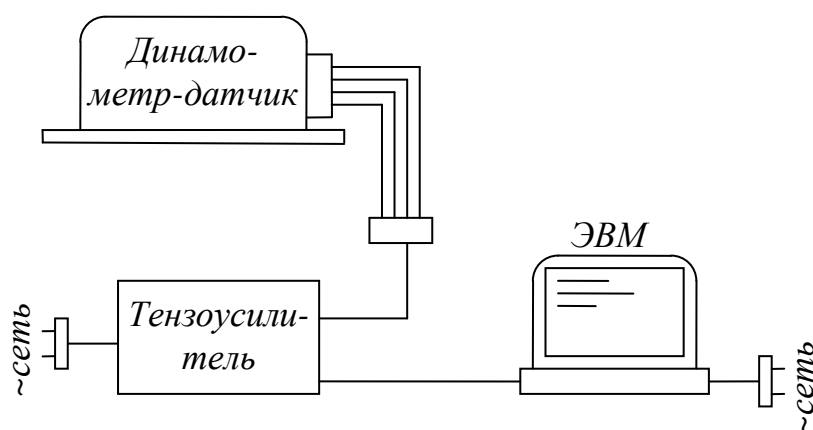 Динамо-
метр-датчик
ЭВМ
Тензоусили-
тель
~сеть
~сеть